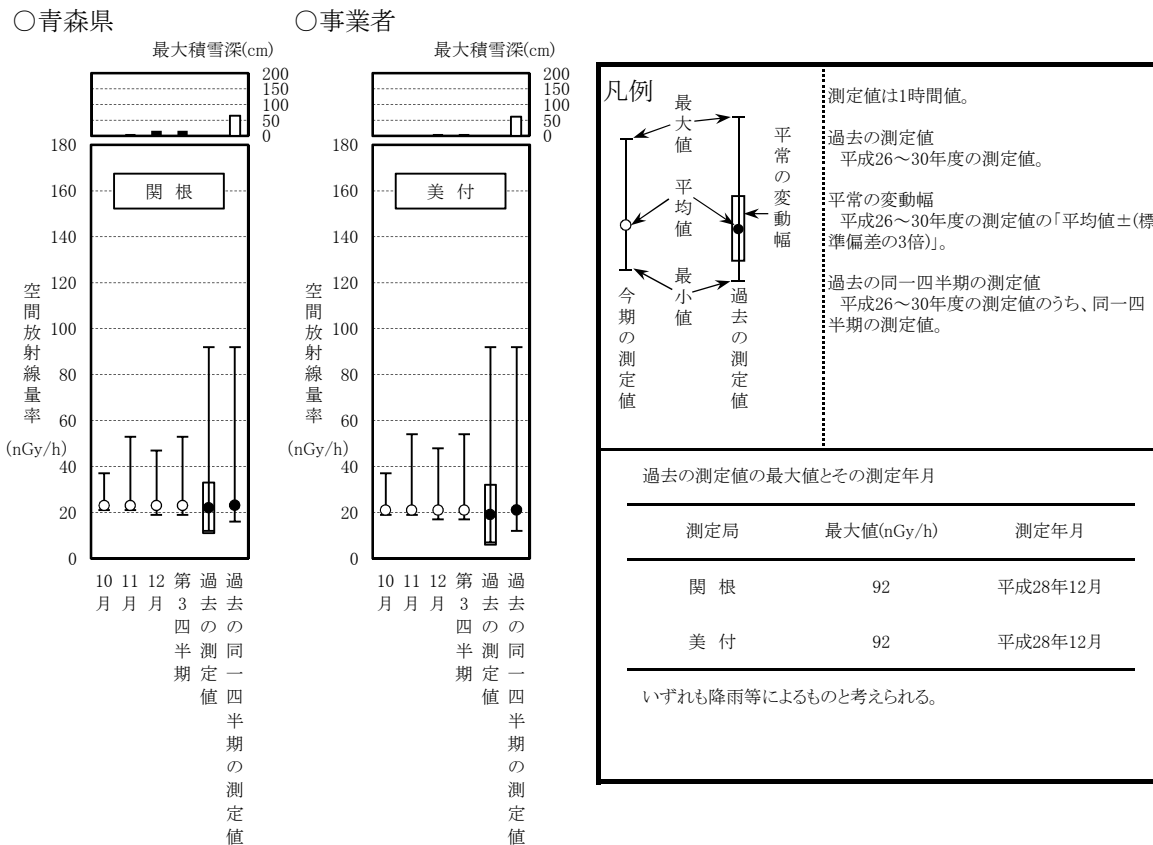 ○青森県
最大積雪深(cm)
200
150
100
50
0
180
160
140
120
100
80
60
40
20
0
関 根
空間放射線量率
(nGy/h)
10月
11月
12月
第3四半期
過去の測定値
過去の同一四半期の測定値
○事業者
最大積雪深(cm)
200
150
100
50
0
180
160
140
120
100
80
60
40
20
0
美 付
空間放射線量率
(nGy/h)
10月
11月
12月
第3四半期
過去の測定値
過去の同一四半期の測定値
凡例
最大値
平均値
最小値
平常の変動幅
今期の測定値
過去の測定値
測定値は1時間値。
過去の測定値
平成26～30年度の測定値。
平常の変動幅
平成26～30年度の測定値の「平均値±(標
準偏差の3倍)」。
過去の同一四半期の測定値
平成26～30年度の測定値のうち、同一四
半期の測定値。
過去の測定値の最大値とその測定年月
測定局 最大値(nGy/h) 測定年月
関 根 92 平成28年12月
美 付 92 平成28年12月
いずれも降雨等によるものと考えられる。